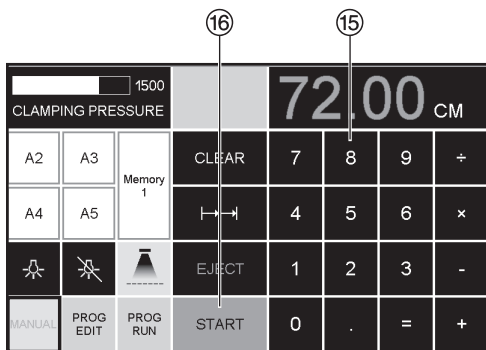 16 15
1500
72.00 CM
CLAMPING PRESSURE
A2 A3 Memory 1 CLEAR 7 8 9 ÷
A4 A5 4 5 6 ×
EJECT 1 2 3 -
MANUAL PROG EDIT PROG RUN START 0 . = +